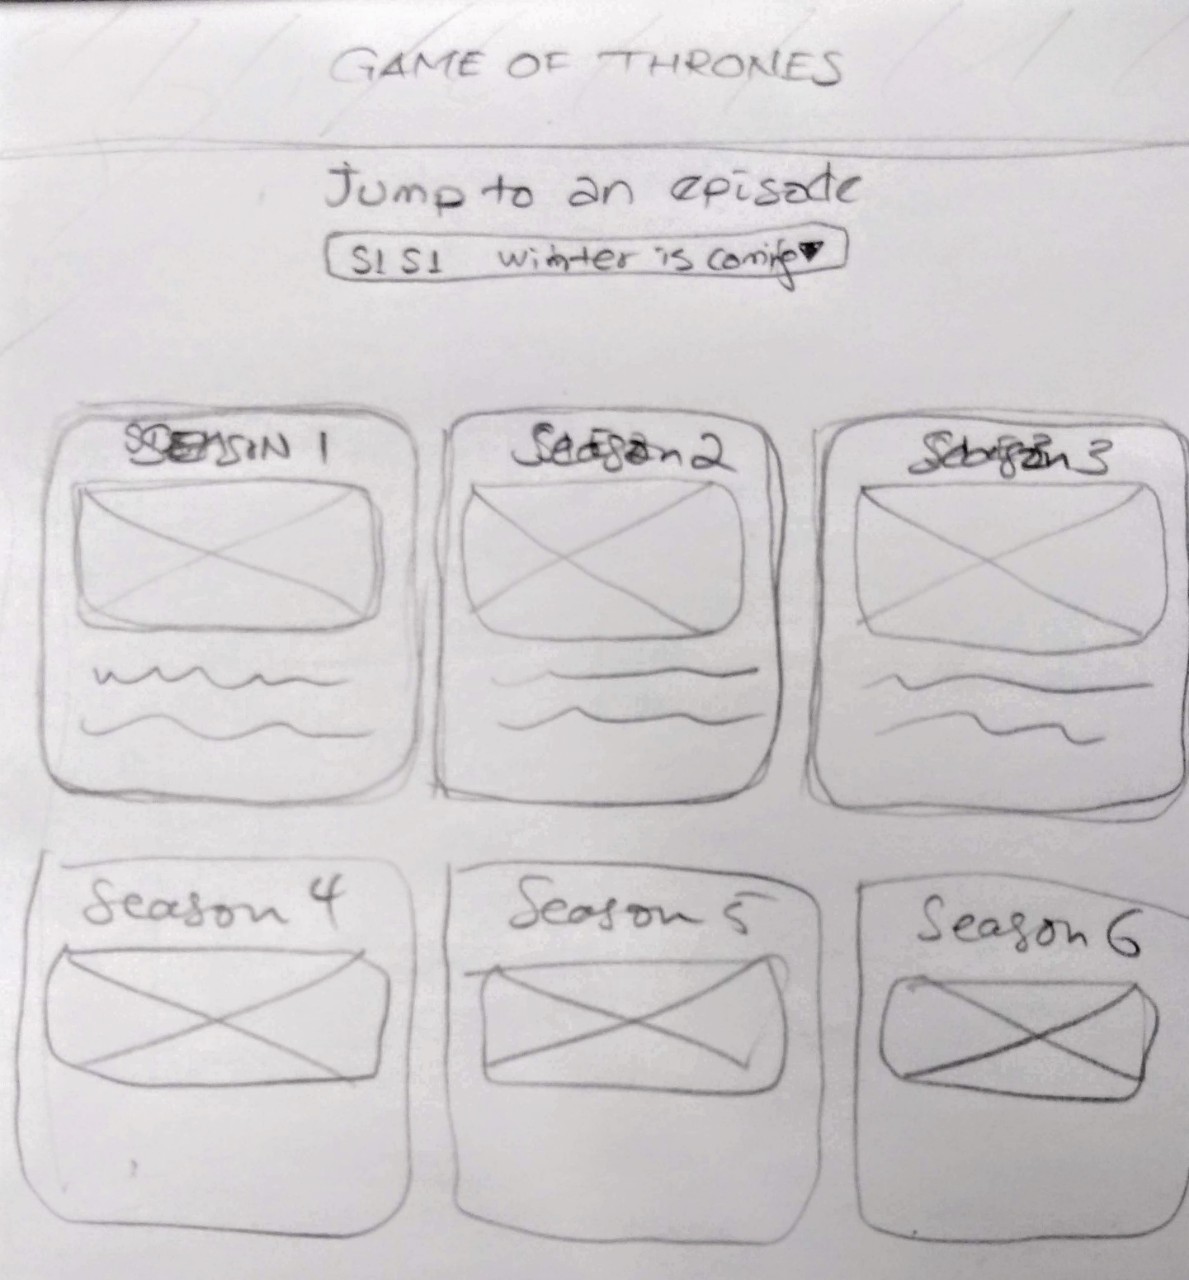 GAME OF THRONES
Jump to an episode
S1 S1 winter is coming
SEASON 1
Season 2
Season 3
Season 4
Season 5
Season 6